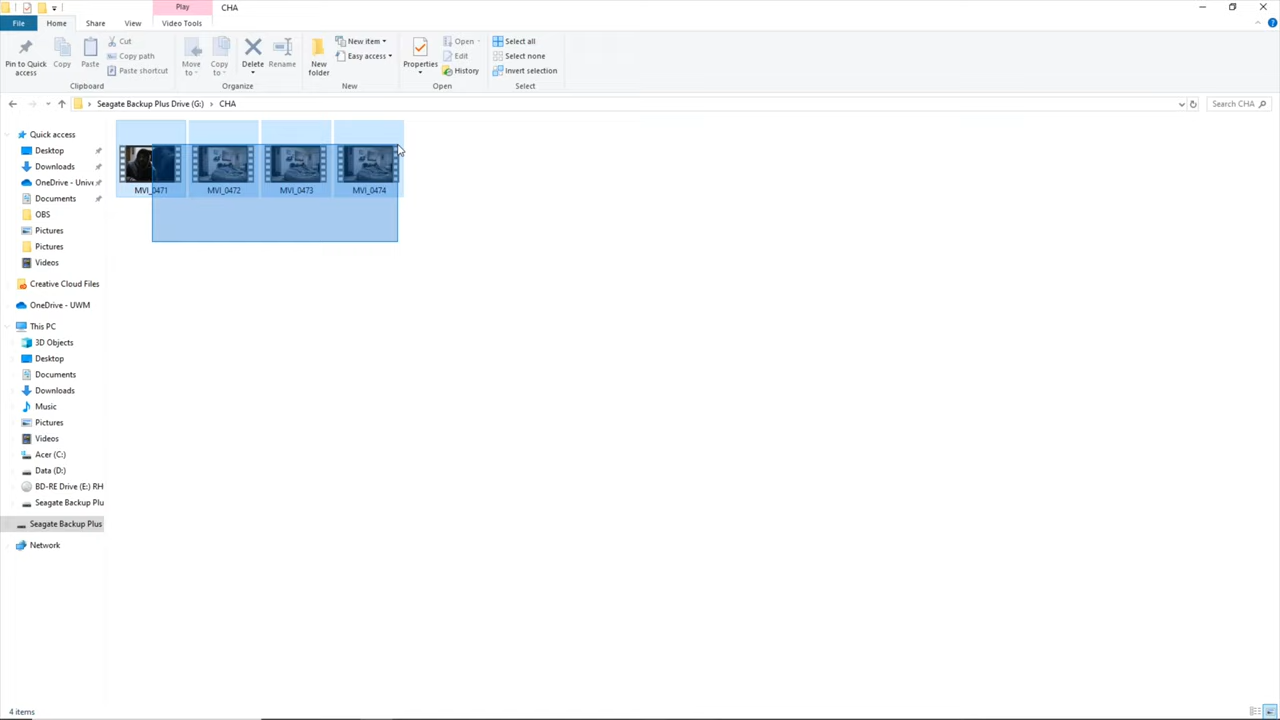 Play
CHA
File
Home
Share
View
Video Tools
Pin to Quick access
Copy
Paste
Cut
Copy path
Paste shortcut
Clipboard
Move to
Copy to
Delete
Rename
Organize
New folder
New item
Easy access
New
Properties
Open
Edit
History
Open
Select all
Select none
Invert selection
Select
Seagate Backup Plus Drive (G:) > CHA
Search CHA
Quick access
Desktop
Downloads
OneDrive - Unive
Documents
OBS
Pictures
Pictures
Videos
Creative Cloud Files
OneDrive - UWM
This PC
3D Objects
Desktop
Documents
Downloads
Music
Pictures
Videos
Acer (C:)
Data (D:)
BD-RE Drive (E:) RH
Seagate Backup Plu
Seagate Backup Plus
Network
MVI_0471
MVI_0472
MVI_0473
MVI_0474
4 items